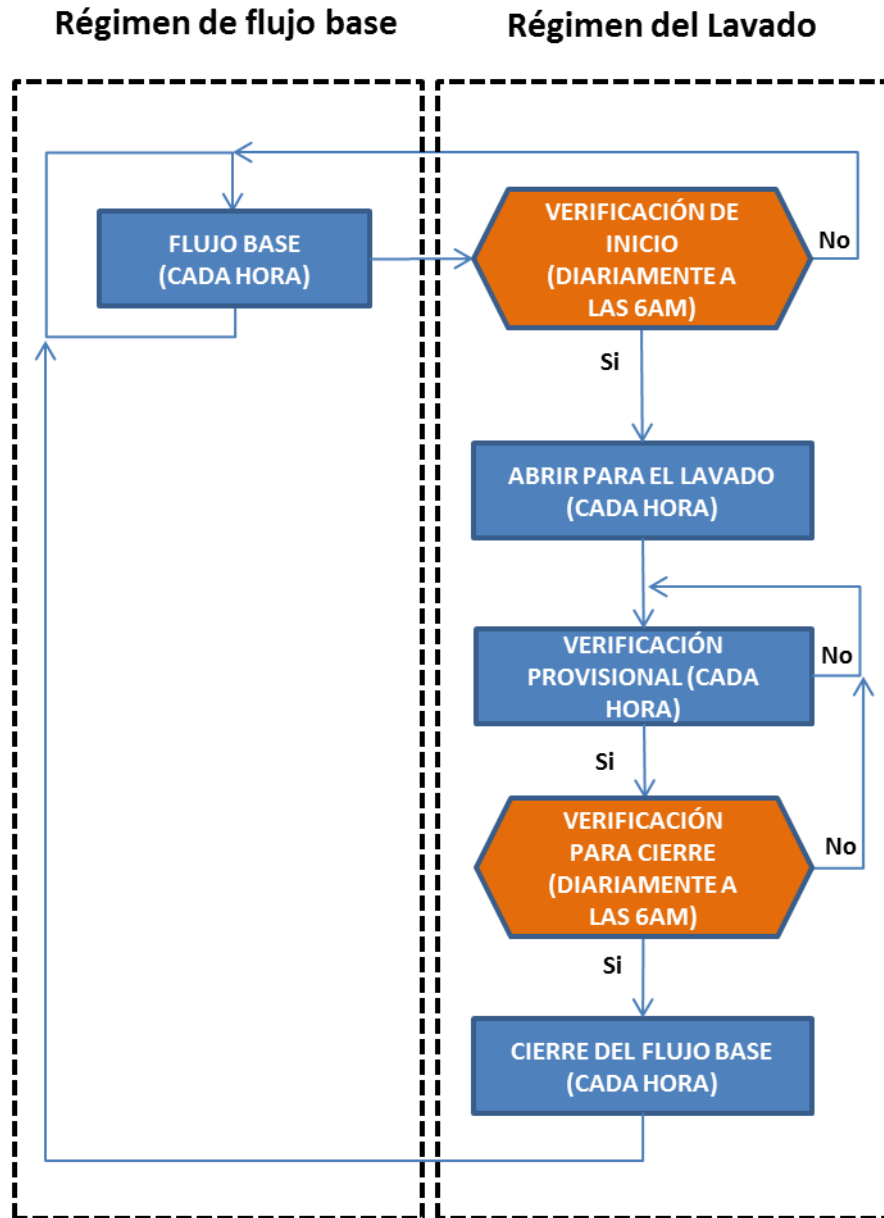 Régimen de flujo base
Régimen del Lavado
FLUJO BASE
(CADA HORA)
VERIFICACIÓN DE
INICIO
(DIARIAMENTE A
LAS 6AM)
No
Si
ABRIR PARA EL LAVADO
(CADA HORA)
VERIFICACIÓN
PROVISIONAL (CADA
HORA)
No
Si
VERIFICACIÓN
PARA CIERRE
(DIARIAMENTE A
LAS 6AM)
No
Si
CIERRE DEL FLUJO BASE
(CADA HORA)